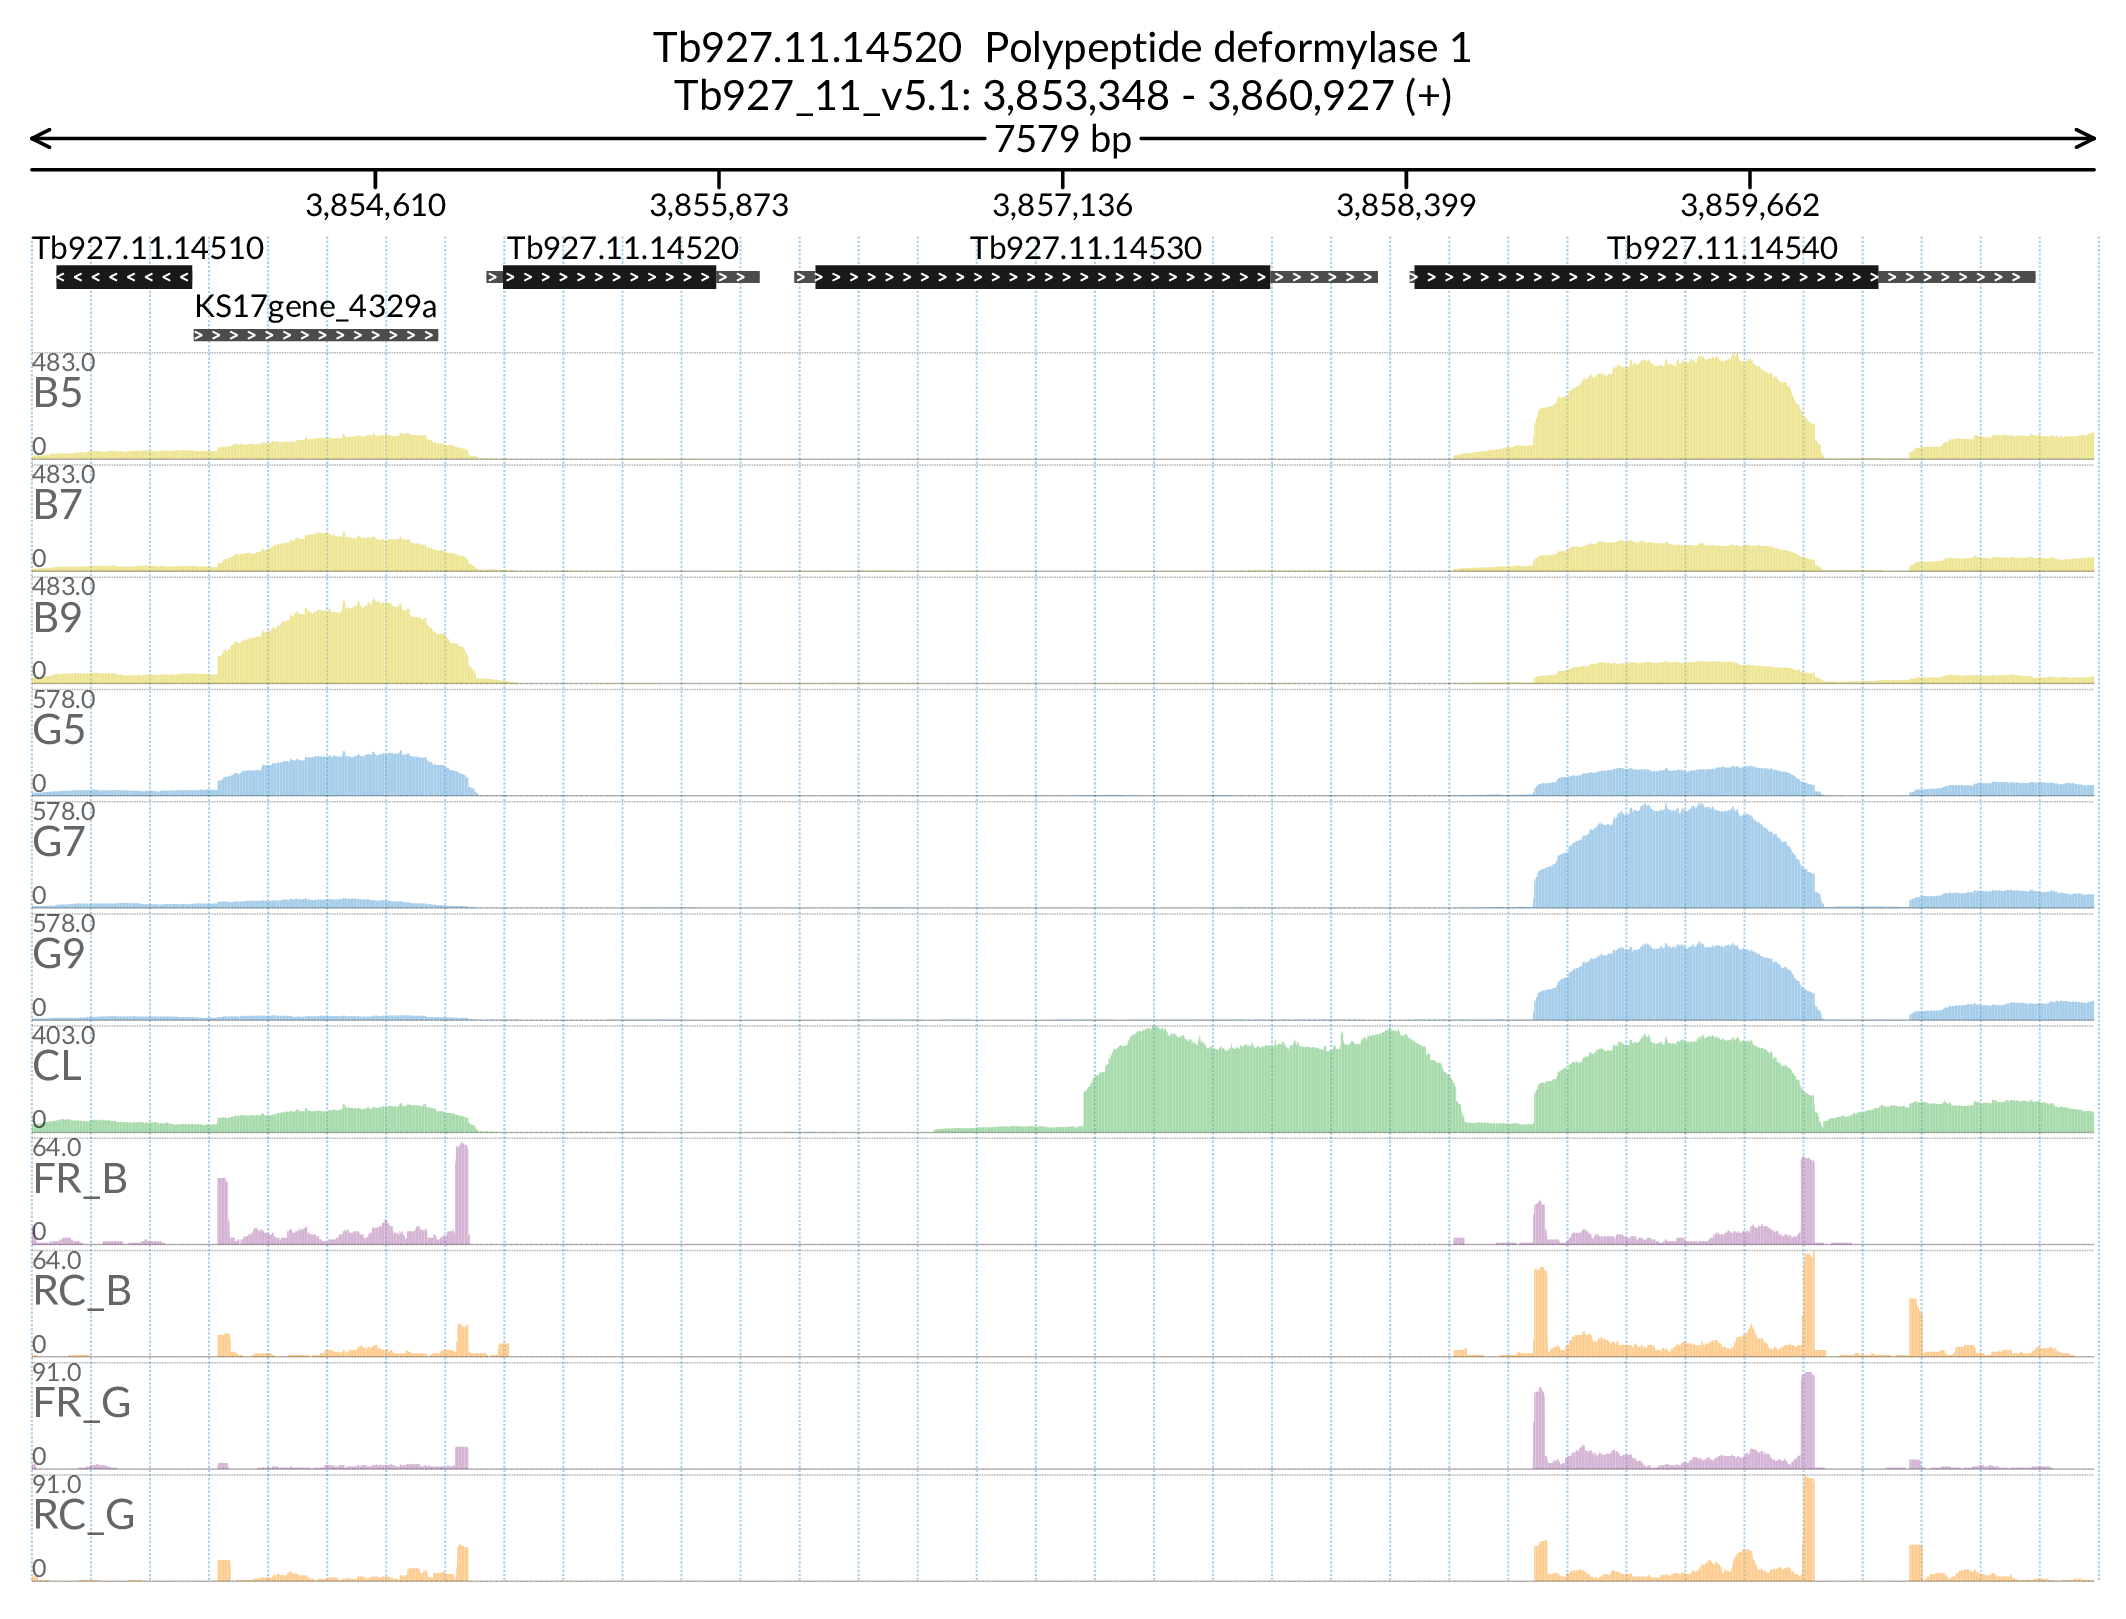 Tb927.11.14520  Polypeptide deformylase 1
Tb927_11_v5.1: 3,853,348 - 3,860,927 (+)
7579 bp
3,854,610 3,855,873 3,857,136 3,858,399 3,859,662
Tb927.11.14510 Tb927.11.14520 Tb927.11.14530 Tb927.11.14540
KS17gene_4329a
483.0
B5
0
483.0
B7
0
483.0
B9
0
578.0
G5
0
578.0
G7
0
578.0
G9
0
403.0
CL
0
64.0
FR_B
0
64.0
RC_B
0
91.0
FR_G
0
91.0
RC_G
0